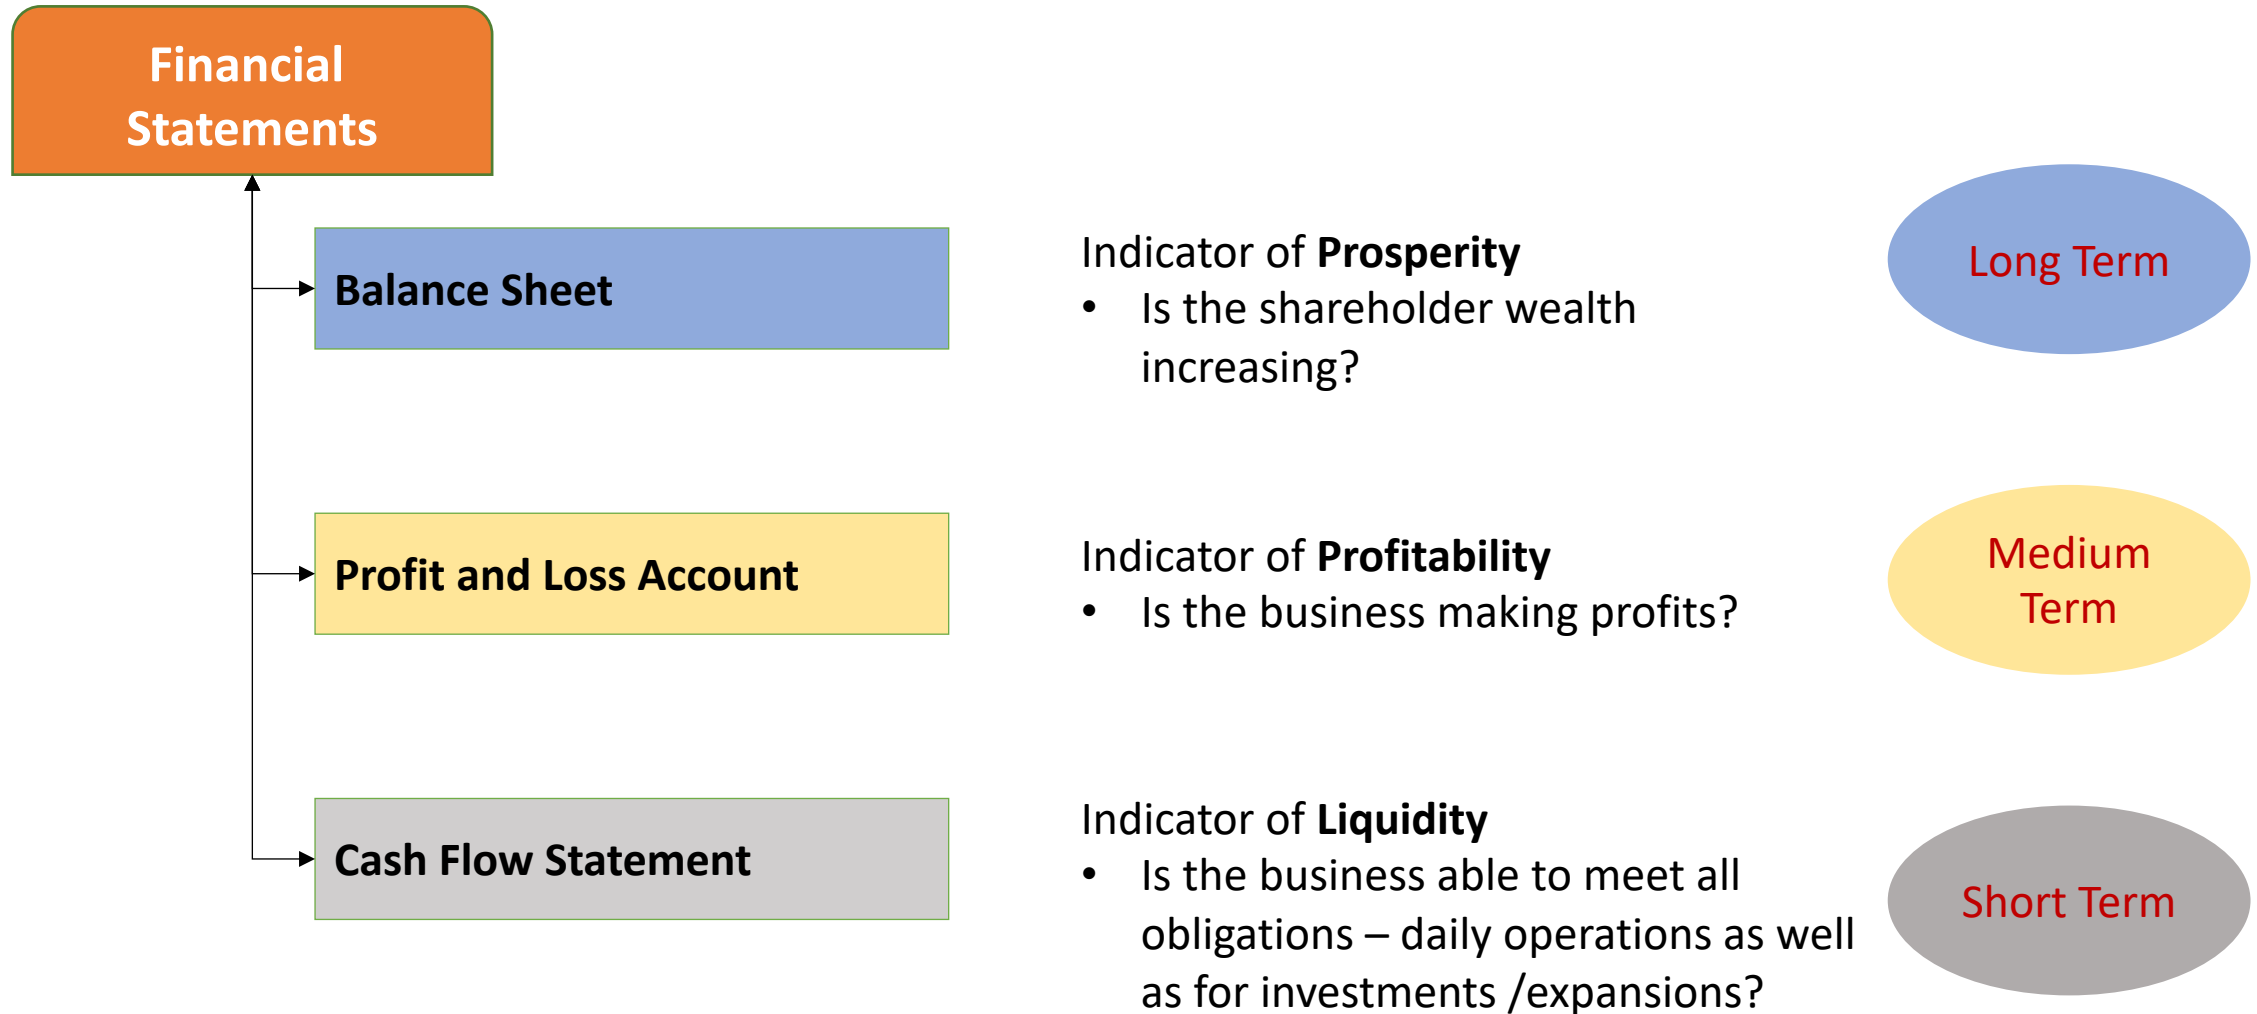 Financial
Statements
Balance Sheet
Indicator of Prosperity
• Is the shareholder wealth
increasing?
Long Term
Profit and Loss Account
Indicator of Profitability
• Is the business making profits?
Medium
Term
Cash Flow Statement
Indicator of Liquidity
• Is the business able to meet all
obligations – daily operations as well
as for investments /expansions?
Short Term